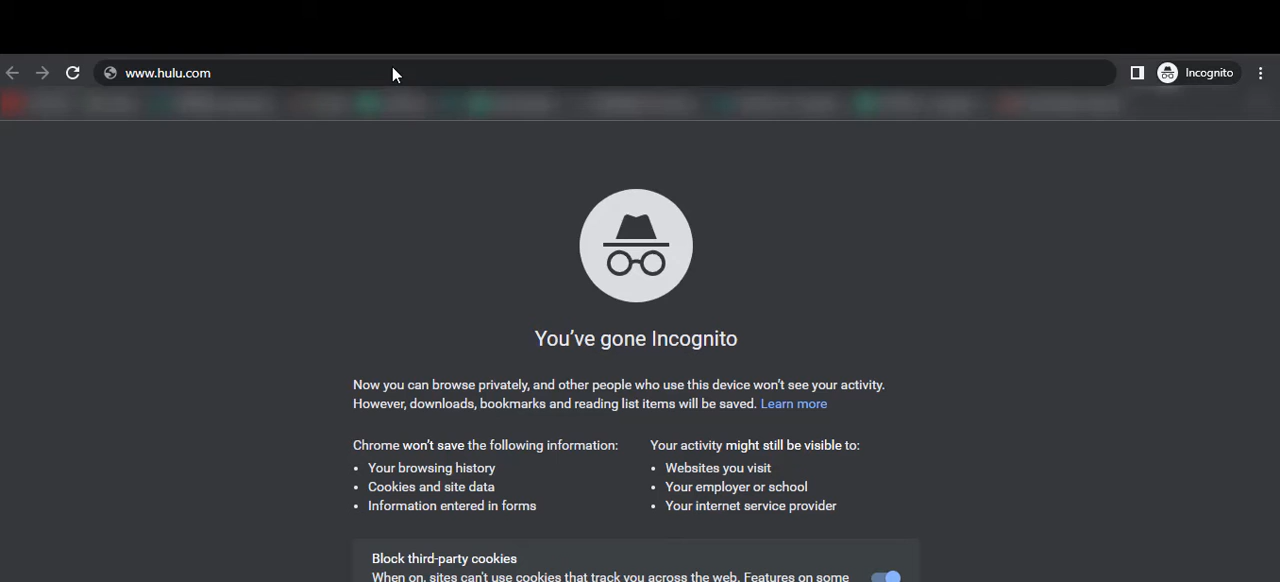 www.hulu.com
Incognito
You've gone Incognito
Now you can browse privately, and other people who use this device won't see your activity.
However, downloads, bookmarks and reading list items will be saved. Learn more
Chrome won't save the following information:
• Your browsing history
• Cookies and site data
• Information entered in forms
Your activity might still be visible to:
• Websites you visit
• Your employer or school
• Your internet service provider
Block third-party cookies
When on, sites can't use cookies that track you across the web. Features on some